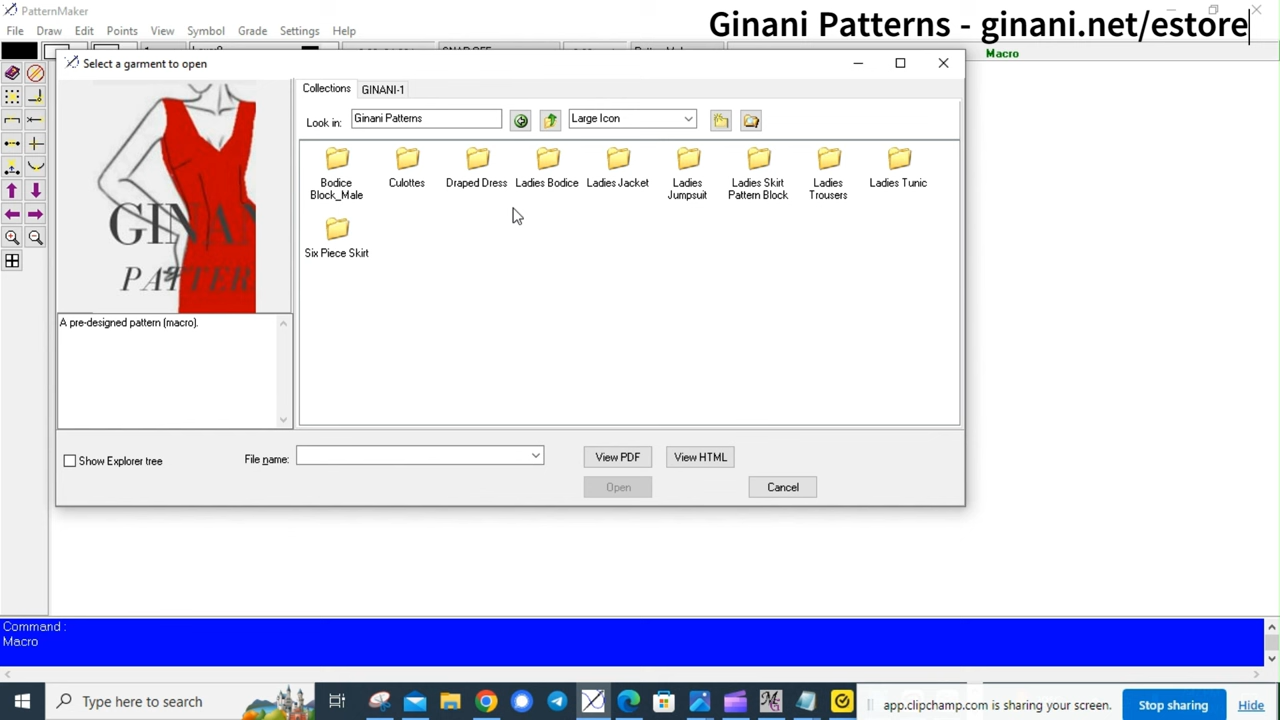 PatternMaker
Ginani Patterns - ginani.net/estore
File Draw Edit Points View Symbol Grade Settings Help
Macro
Select a garment to open
Collections GINANI-1
Look in: Ginani Patterns Large Icon
Bodice Block_Male
Culottes
Draped Dress
Ladies Bodice
Ladies Jacket
Ladies Jumpsuit
Ladies Skirt Pattern Block
Ladies Trousers
Ladies Tunic
Six Piece Skirt
GINAN
PATTER
A pre-designed pattern (macro).
Show Explorer tree
File name:
View PDF View HTML
Open Cancel
Command :
Macro
Type here to search
app.clipchamp.com is sharing your screen. Stop sharing Hide